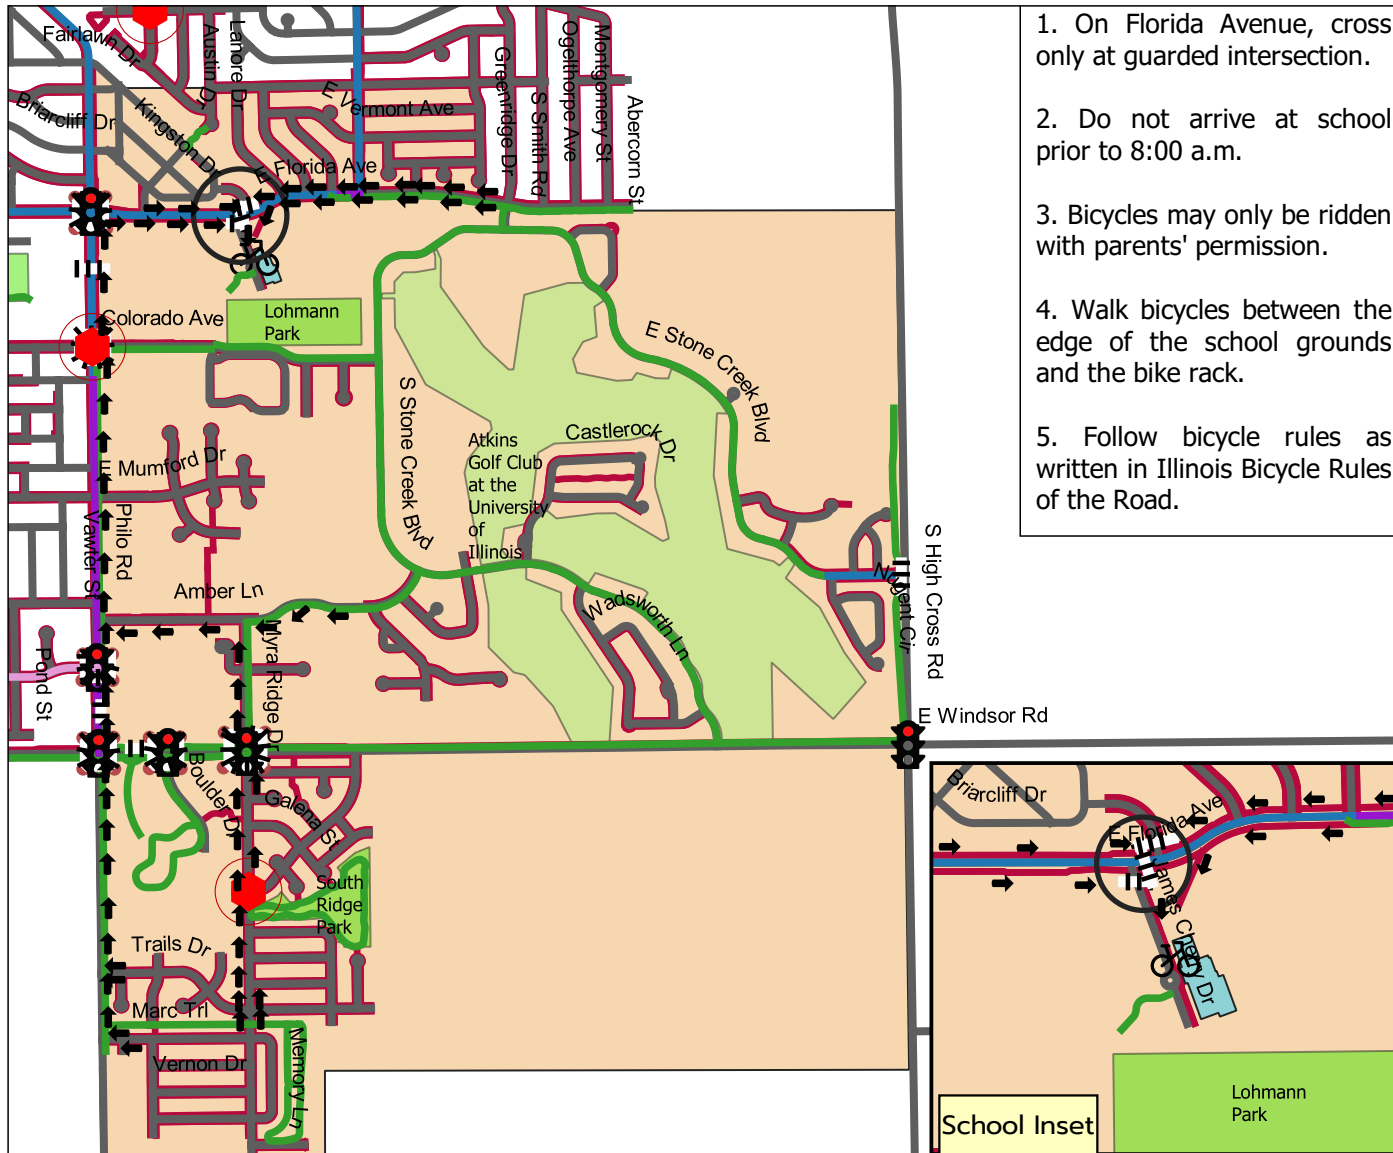 1. On Florida Avenue, cross
only at guarded intersection.
2. Do not arrive at school
prior to 8:00 a.m.
3. Bicycles may only be ridden
with parents' permission.
4. Walk bicycles between the
edge of the school grounds
and the bike rack.
5. Follow bicycle rules as
written in Illinois Bicycle Rules
of the Road.
Fairlawn Dr
Austin Dr
Lanore Dr
Briarcliff Dr
Kingston Dr
E Vermont Ave
E Florida Ave
Greenridge Dr
S Smith Rd
Ogelthorpe Ave
Montgomery St
Abercorn St
Colorado Ave
Lohmann
Park
E Stone Creek Blvd
S Stone Creek Blvd
Castlerock Dr
Atkins
Golf Club
at the
University
of
Illinois
E Mumford Dr
Vawter St
Philo Rd
Amber Ln
Wadsworth Ln
Nugent Cir
S High Cross Rd
Pond St
Myra Ridge Dr
E Windsor Rd
Boulder Dr
Galena St
South
Ridge
Park
Trails Dr
Marc Trl
Vernon Dr
Memory Ln
Briarcliff Dr
E Florida Ave
James Cherry Dr
Lohmann
Park
School Inset